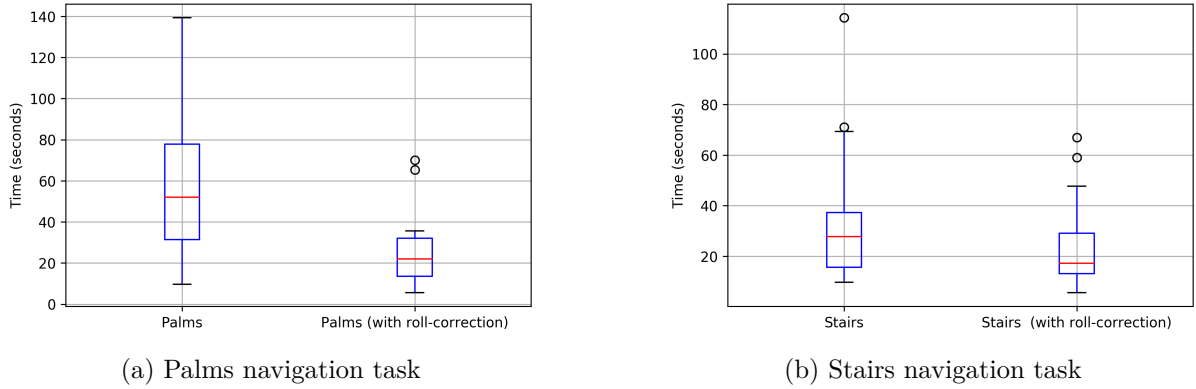 140
120
100
80
60
40
20
0
Time (seconds)
Palms
Palms (with roll-correction)
(a) Palms navigation task
100
80
60
40
20
Time (seconds)
Stairs
Stairs (with roll-correction)
(b) Stairs navigation task